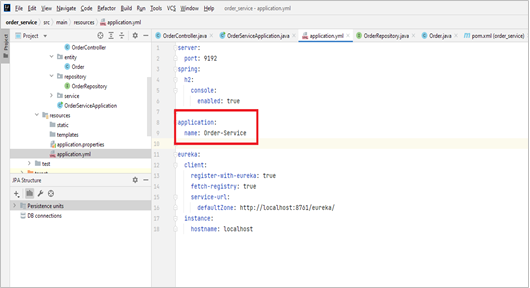 File Edit View Navigate Code Refactor Build Run Tools VCS Window Help order_service - application.yml
order_service src main resources application.yml
Project
OrderController.java OrderServiceApplication.java application.yml OrderRepository.java Order.java pom.xml (order_service)
Project
OrderController
entity
Order
repository
OrderRepository
service
OrderServiceApplication
resources
static
templates
application.properties
application.yml
test
JPA Structure
Persistence units
DB connections
1 server:
2 port: 9192
3 spring:
4 h2:
5 console:
6 enabled: true
7
8 application:
9 name: Order-Service
10
11 eureka:
12 client:
13 register-with-eureka: true
14 fetch-registry: true
15 service-url:
16 defaultZone: http://localhost:8761/eureka/
17 instance:
18 hostname: localhost